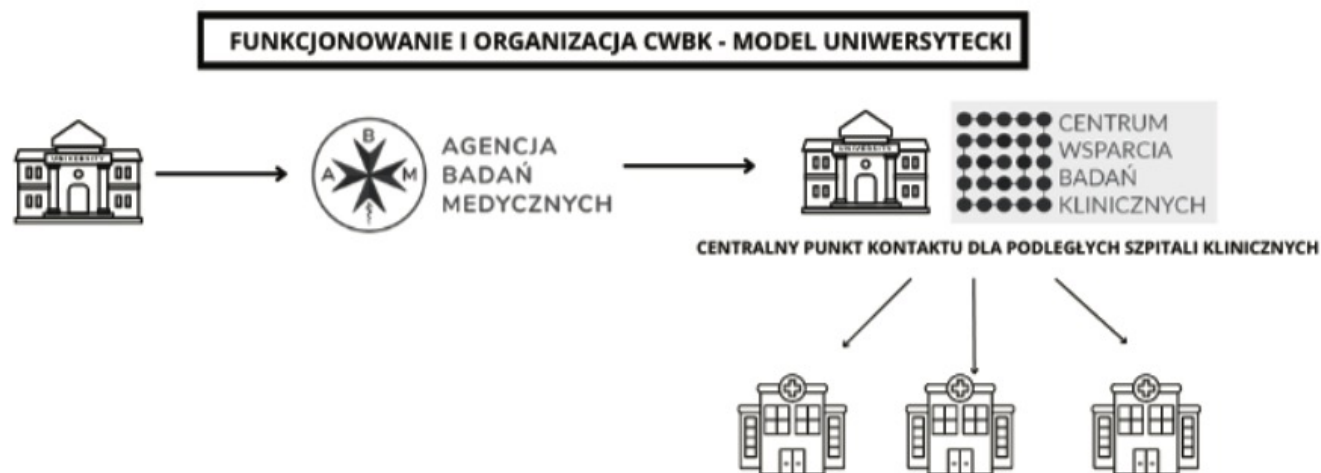 FUNKCJONOWANIE I ORGANIZACJA CWBK - MODEL UNIWERSYTECKI
UNIVERSITY
B
A M
AGENCJA
BADAŃ
MEDYCZNYCH
UNIVERSITY
CENTRUM
WSPARCIA
BADAŃ
KLINICZNYCH
CENTRALNY PUNKT KONTAKTU DLA PODLEGŁYCH SZPITALI KLINICZNYCH